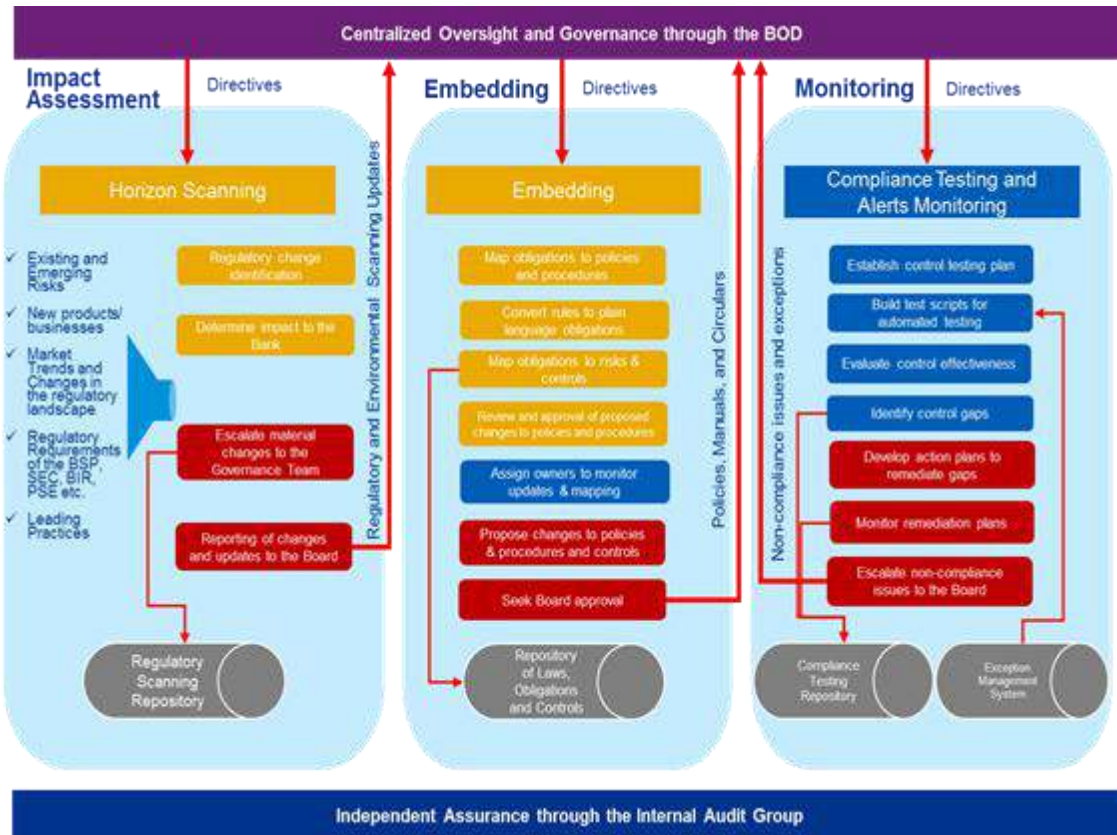 Centralized Oversight and Governance through the BOD
Impact
Assessment
Directives
Horizon Scanning
✓ Existing and
Emerging
Risks
✓ New products/
businesses
✓ Market
Trends and
Changes in
the regulatory
landscape
✓ Regulatory
Requirements
of the BSP,
SEC, BIR,
PSE etc.
✓ Leading
Practices
Regulatory change
identification
Determine impact to the
Bank
Escalate material
changes to the
Governance Team
Reporting of changes
and updates to the Board
Regulatory
Scanning
Repository
Regulatory and Environmental Scanning Updates
Embedding
Directives
Embedding
Map obligations to policies
and procedures
Convert rules to plain
language obligations
Map obligations to risks &
controls
Review and approval of proposed
changes to policies and procedures
Assign owners to monitor
updates & mapping
Propose changes to policies
& procedures and controls
Seek Board approval
Repository
of Laws,
Obligations
and Controls
Policies, Manuals, and Circulars
Monitoring
Directives
Compliance Testing and
Alerts Monitoring
Non-compliance issues and exceptions
Establish control testing plan
Build test scripts for
automated testing
Evaluate control effectiveness
Identify control gaps
Develop action plans to
remediate gaps
Monitor remediation plans
Escalate non-compliance
issues to the Board
Compliance
Testing
Repository
Exception
Management
System
Independent Assurance through the Internal Audit Group